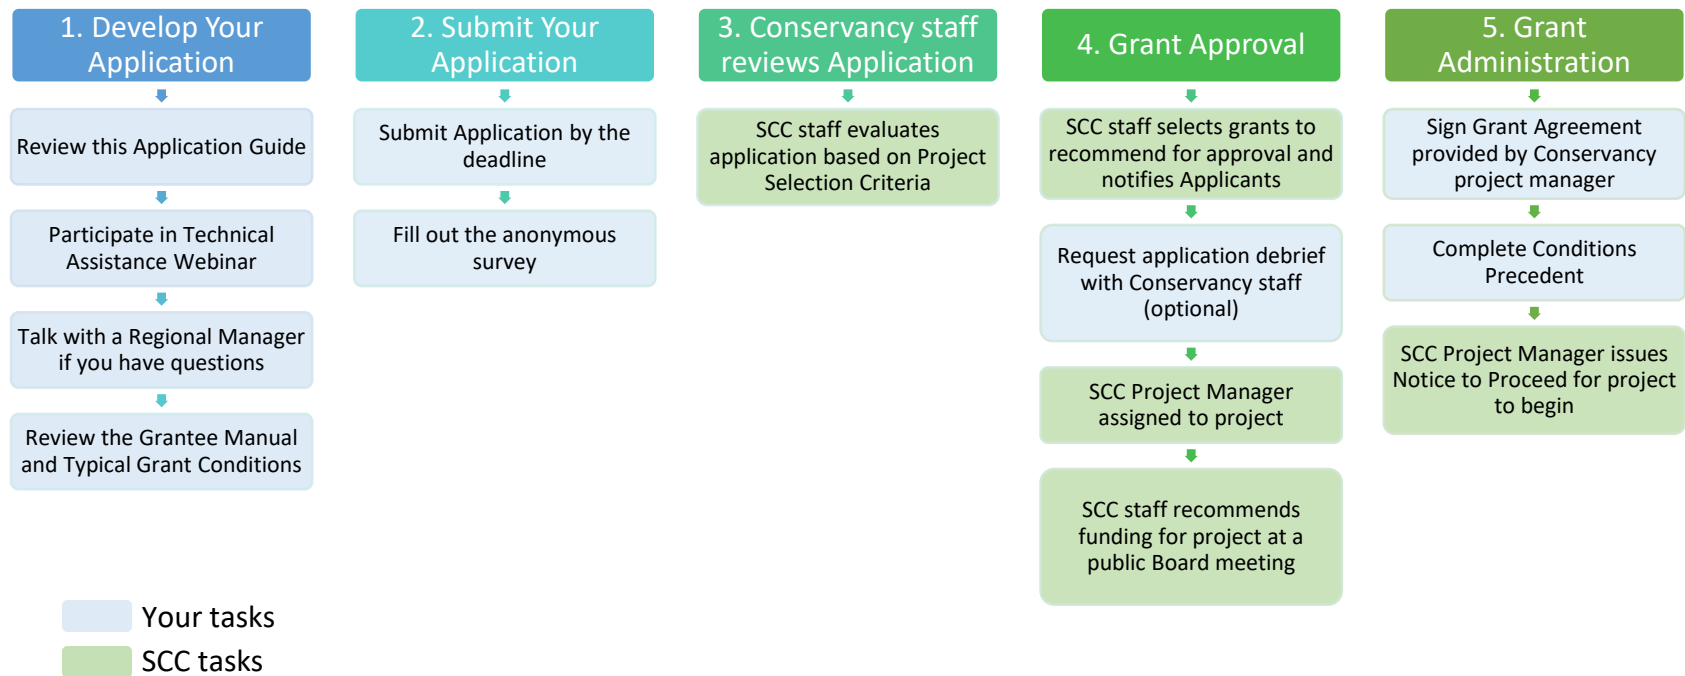 1. Develop Your
Application
Review this Application Guide
Participate in Technical
Assistance Webinar
Talk with a Regional Manager
if you have questions
Review the Grantee Manual
and Typical Grant Conditions
2. Submit Your
Application
Submit Application by the
deadline
Fill out the anonymous
survey
3. Conservancy staff
reviews Application
SCC staff evaluates
application based on Project
Selection Criteria
4. Grant Approval
SCC staff selects grants to
recommend for approval and
notifies Applicants
Request application debrief
with Conservancy staff
(optional)
SCC Project Manager
assigned to project
SCC staff recommends
funding for project at a
public Board meeting
5. Grant
Administration
Sign Grant Agreement
provided by Conservancy
project manager
Complete Conditions
Precedent
SCC Project Manager issues
Notice to Proceed for project
to begin
Your tasks
SCC tasks